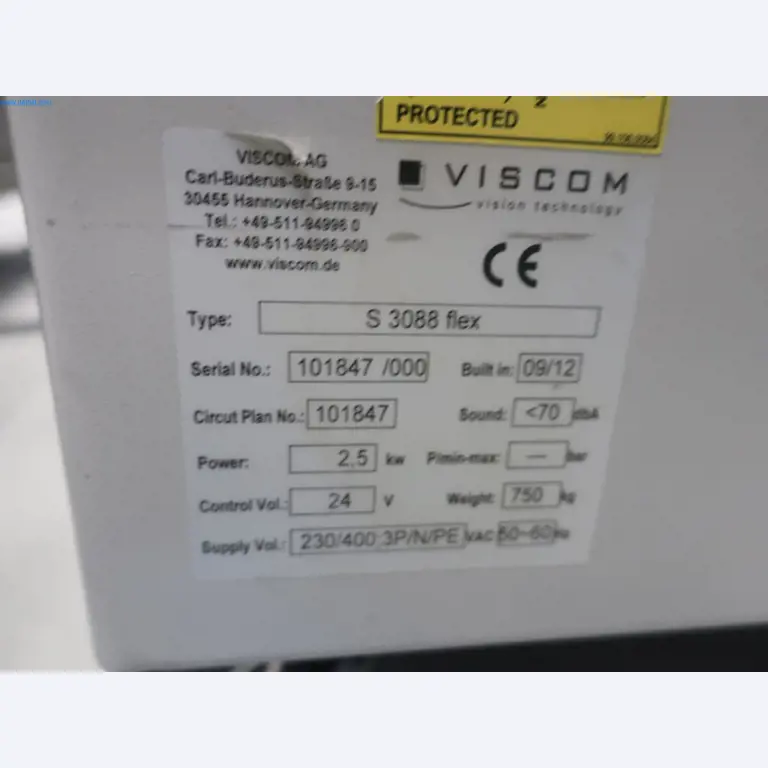 PROTECTED
VISCOM AG
Carl-Buderus-Straße 9-15
30455 Hannover-Germany
Tel.: +49-511-94996 0
Fax: +49-511-94996-900
www.viscom.de
VISCOM
vision technology
CE
Type: S 3088 flex
Serial No.: 101847 /000 Built in: 09/12
Circut Plan No.: 101847 Sound: <70 dbA
Power: 2,5 kw P/min-max: — bar
Control Vol.: 24 V Weight: 750 kg
Supply Vol.: 230/400 3P/N/PE VAC 50~60 Hz